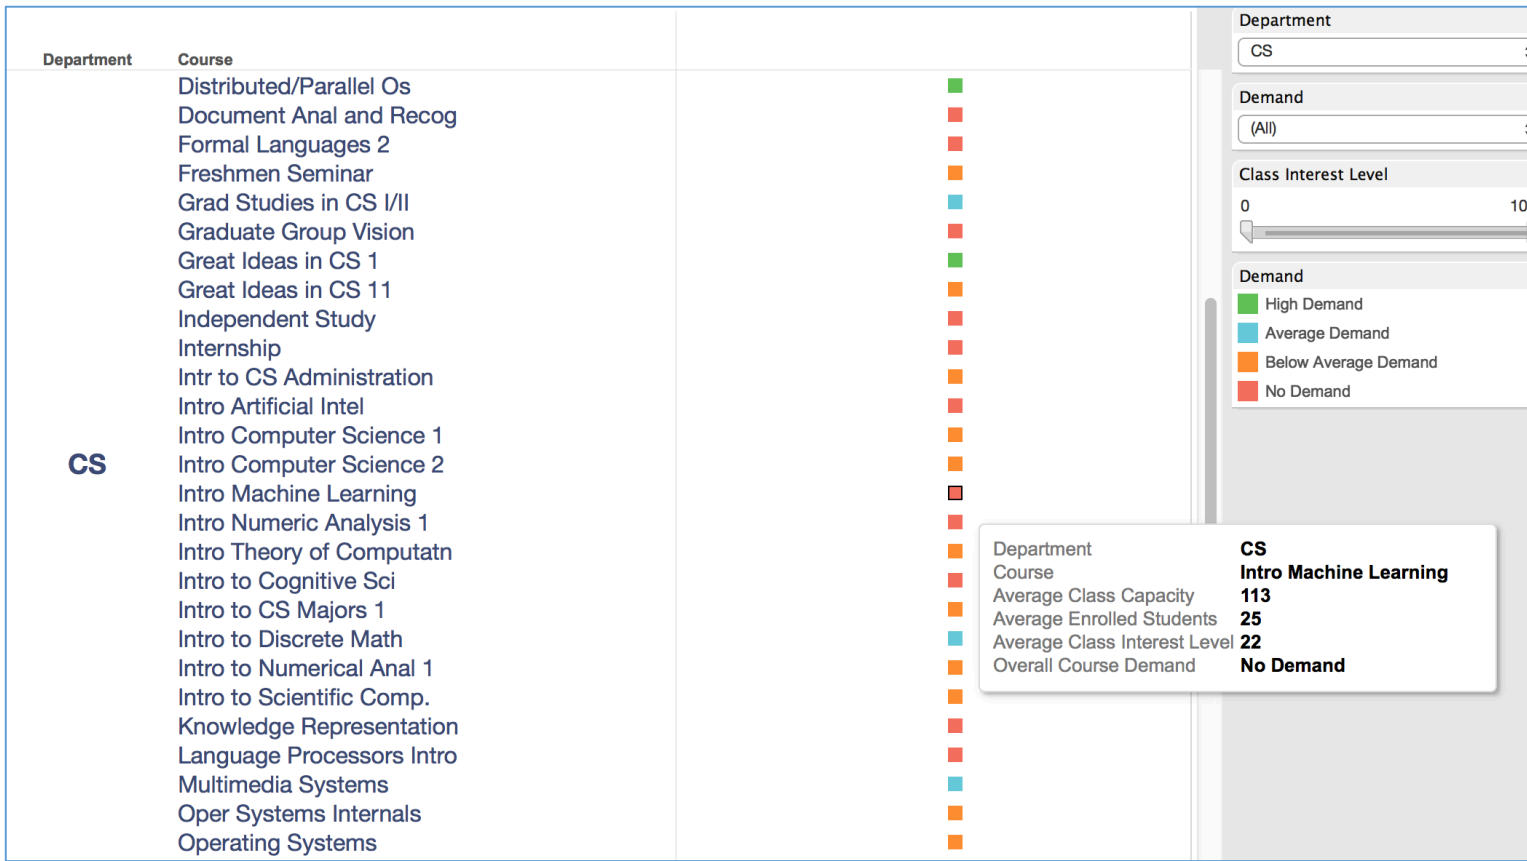 Department Course
Distributed/Parallel Os
Document Anal and Recog
Formal Languages 2
Freshmen Seminar
Grad Studies in CS I/II
Graduate Group Vision
Great Ideas in CS 1
Great Ideas in CS 11
Independent Study
Internship
Intr to CS Administration
Intro Artificial Intel
Intro Computer Science 1
CS
Intro Computer Science 2
Intro Machine Learning
Intro Numeric Analysis 1
Intro Theory of Computatn
Intro to Cognitive Sci
Intro to CS Majors 1
Intro to Discrete Math
Intro to Numerical Anal 1
Intro to Scientific Comp.
Knowledge Representation
Language Processors Intro
Multimedia Systems
Oper Systems Internals
Operating Systems
Department CS
Course Intro Machine Learning
Average Class Capacity 113
Average Enrolled Students 25
Average Class Interest Level 22
Overall Course Demand No Demand
Department
CS
Demand
(All)
Class Interest Level
0 10
Demand
High Demand
Average Demand
Below Average Demand
No Demand